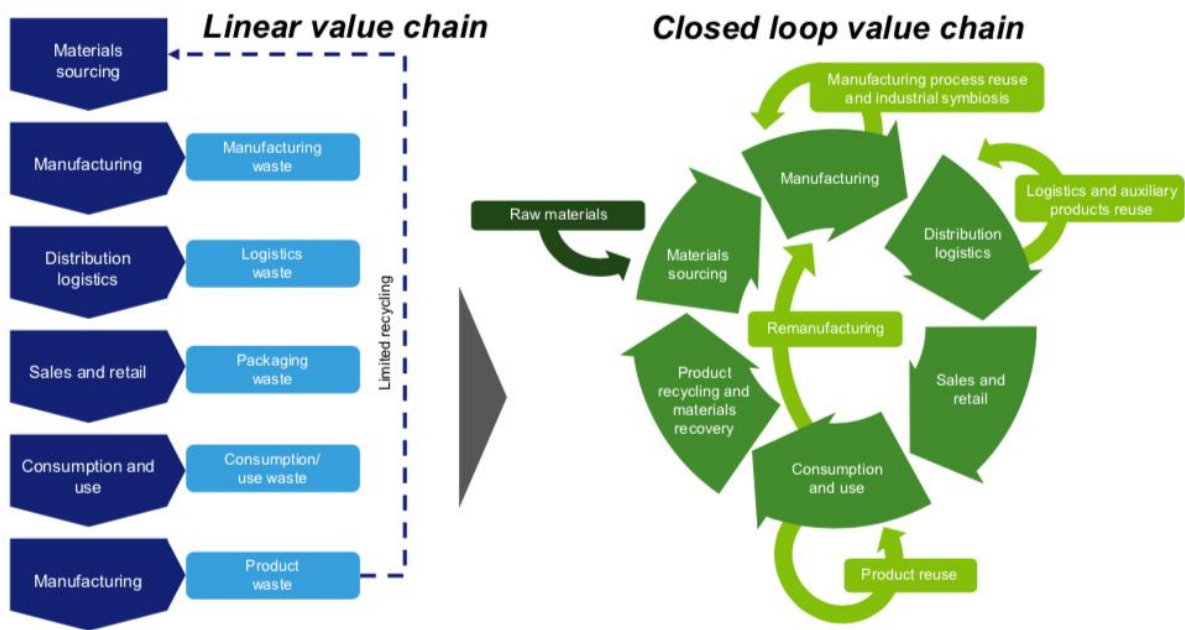 Linear value chain
Materials
sourcing
Manufacturing
Manufacturing
waste
Distribution
logistics
Logistics
waste
Sales and retail
Packaging
waste
Consumption and
use
Consumption/
use waste
Manufacturing
Product
waste
Limited recycling
Closed loop value chain
Manufacturing process reuse
and industrial symbiosis
Manufacturing
Logistics and auxiliary
products reuse
Distribution
logistics
Raw materials
Materials
sourcing
Remanufacturing
Product
recycling and
materials
recovery
Sales and
retail
Consumption
and use
Product reuse